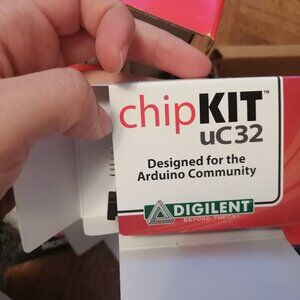 chipKIT™
uC32
Designed for the
Arduino Community
DIGILENT
BEYOND THEORY